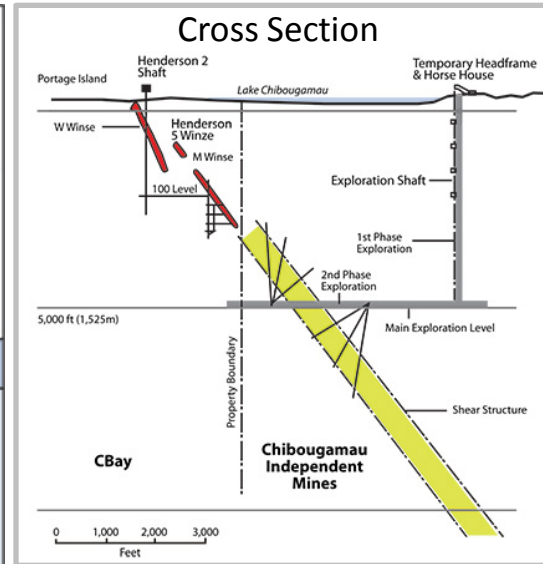 Cross Section
Henderson 2
Shaft
Temporary Headframe
& Horse House
Portage Island
Lake Chibougamau
W Winse
Henderson
5 Winze
M Winse
100 Level
Exploration Shaft
1st Phase
Exploration
2nd Phase
Exploration
5,000 ft (1,525m)
Main Exploration Level
Property Boundary
Shear Structure
CBay
Chibougamau
Independent
Mines
0 1,000 2,000 3,000
Feet